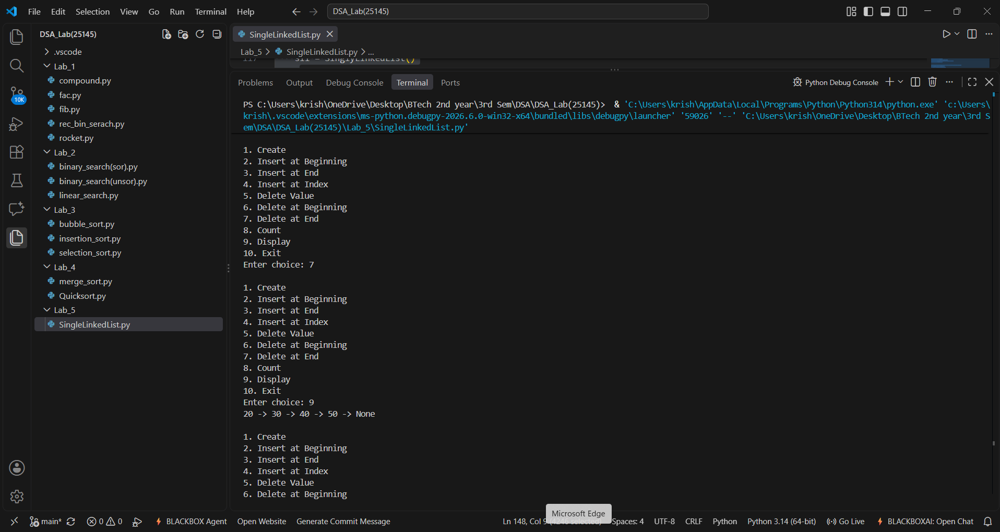 File Edit Selection View Go Run Terminal Help
DSA_Lab(25145)
DSA_Lab(25145)
.vscode
Lab_1
compound.py
fac.py
fib.py
rec_bin_serach.py
rocket.py
Lab_2
binary_search(sor).py
binary_search(unsor).py
linear_search.py
Lab_3
bubble_sort.py
insertion_sort.py
selection_sort.py
Lab_4
merge_sort.py
Quicksort.py
Lab_5
SingleLinkedList.py
10K
SingleLinkedList.py
Lab_5 > SingleLinkedList.py > ...
117 sll = SinglyLinkedList()
Problems Output Debug Console Terminal Ports
Python Debug Console
PS C:\Users\krish\OneDrive\Desktop\BTech 2nd year\3rd Sem\DSA\DSA_Lab(25145)> & 'C:\Users\krish\AppData\Local\Programs\Python\Python314\python.exe' 'c:\Users\
krish\.vscode\extensions\ms-python.debugpy-2026.6.0-win32-x64\bundled\libs\debugpy\launcher' '59026' '--' 'C:\Users\krish\OneDrive\Desktop\BTech 2nd year\3rd S
em\DSA\DSA_Lab(25145)\Lab_5\SingleLinkedList.py'
1. Create
2. Insert at Beginning
3. Insert at End
4. Insert at Index
5. Delete Value
6. Delete at Beginning
7. Delete at End
8. Count
9. Display
10. Exit
Enter choice: 7
1. Create
2. Insert at Beginning
3. Insert at End
4. Insert at Index
5. Delete Value
6. Delete at Beginning
7. Delete at End
8. Count
9. Display
10. Exit
Enter choice: 9
20 -> 30 -> 40 -> 50 -> None
1. Create
2. Insert at Beginning
3. Insert at End
4. Insert at Index
5. Delete Value
6. Delete at Beginning
Microsoft Edge
main* 0 0 BLACKBOX Agent Open Website Generate Commit Message
Ln 148, Col 9 (4246 selected) Spaces: 4 UTF-8 CRLF Python Python 3.14 (64-bit) Go Live BLACKBOXAI: Open Chat